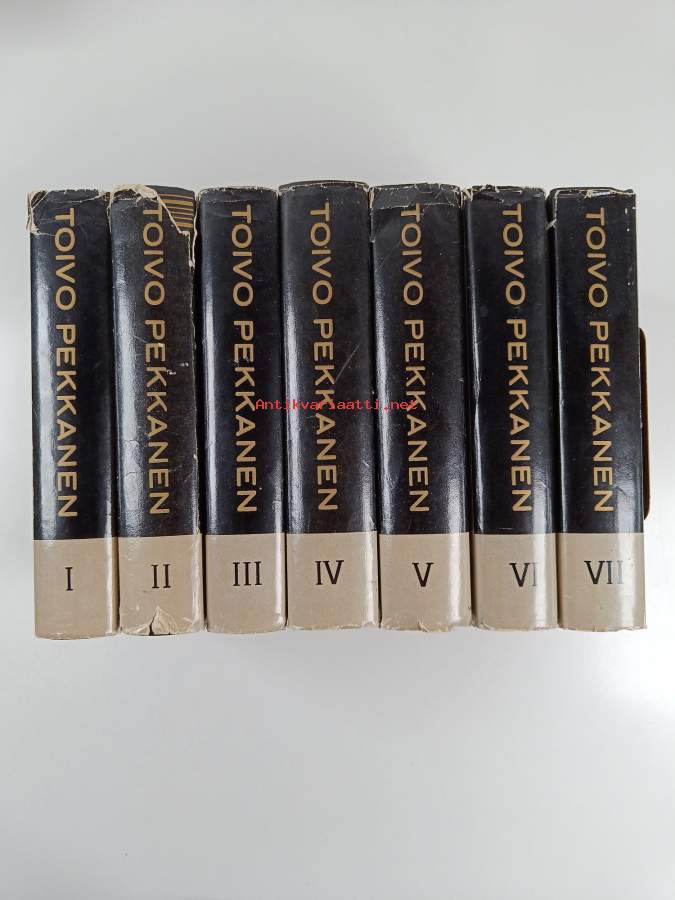 TOIVO PEKKANEN
I
TOIVO PEKKANEN
II
TOIVO PEKKANEN
III
TOIVO PEKKANEN
IV
TOIVO PEKKANEN
V
TOIVO PEKKANEN
VI
TOIVO PEKKANEN
VII
Antikvariaatti.net